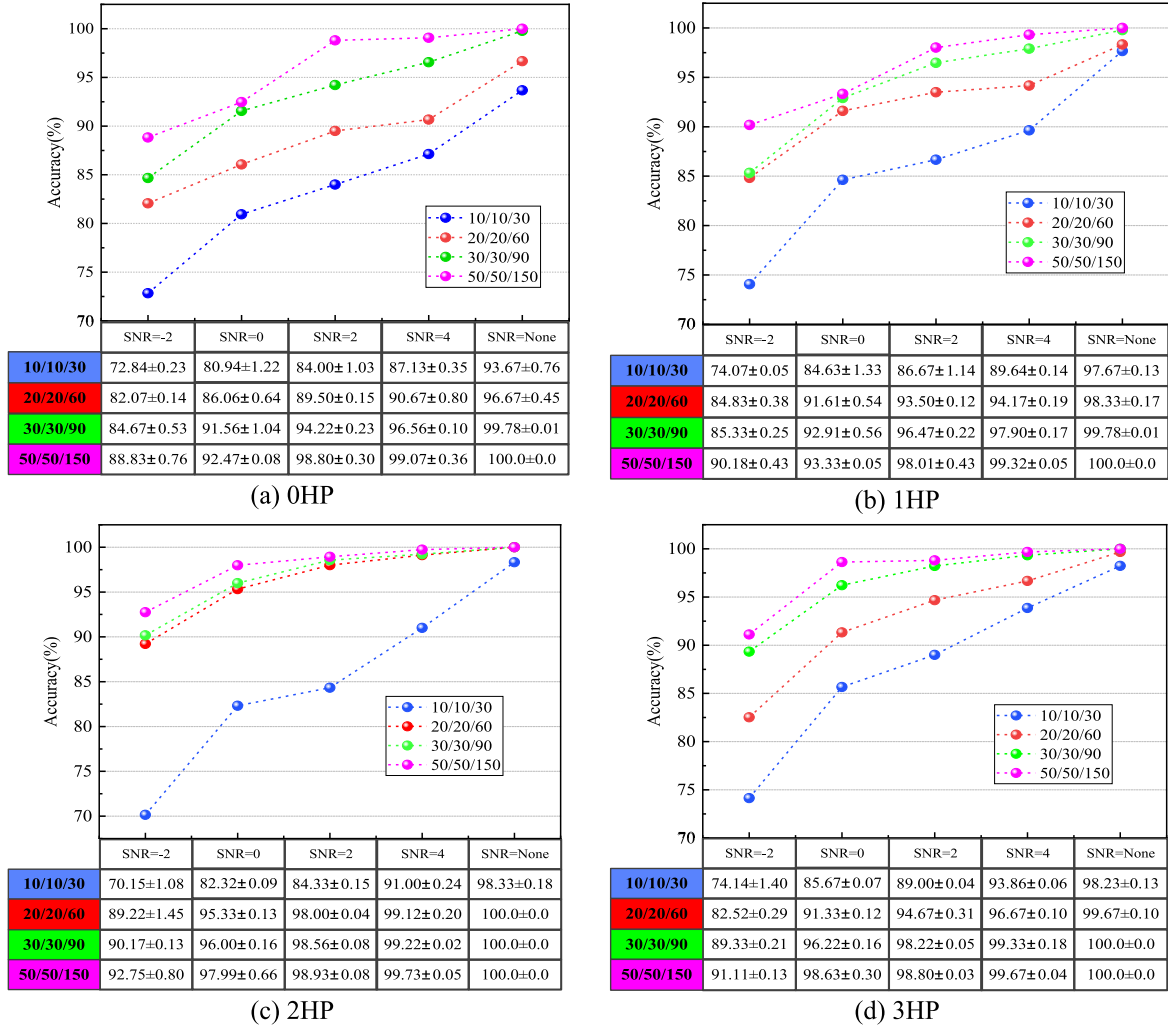 Accuracy(%)
100
95
90
85
80
75
70
10/10/30
20/20/60
30/30/90
50/50/150
SNR=-2 SNR=0 SNR=2 SNR=4 SNR=None
10/10/30 72.84±0.23 80.94±1.22 84.00±1.03 87.13±0.35 93.67±0.76
20/20/60 82.07±0.14 86.06±0.64 89.50±0.15 90.67±0.80 96.67±0.45
30/30/90 84.67±0.53 91.56±1.04 94.22±0.23 96.56±0.10 99.78±0.01
50/50/150 88.83±0.76 92.47±0.08 98.80±0.30 99.07±0.36 100.0±0.0
(a) 0HP
Accuracy(%)
100
95
90
85
80
75
70
10/10/30
20/20/60
30/30/90
50/50/150
SNR=-2 SNR=0 SNR=2 SNR=4 SNR=None
10/10/30 74.07±0.05 84.63±1.33 86.67±1.14 89.64±0.14 97.67±0.13
20/20/60 84.83±0.38 91.61±0.54 93.50±0.12 94.17±0.19 98.33±0.17
30/30/90 85.33±0.25 92.91±0.56 96.47±0.22 97.90±0.17 99.78±0.01
50/50/150 90.18±0.43 93.33±0.05 98.01±0.43 99.32±0.05 100.0±0.0
(b) 1HP
Accuracy(%)
100
95
90
85
80
75
70
10/10/30
20/20/60
30/30/90
50/50/150
SNR=-2 SNR=0 SNR=2 SNR=4 SNR=None
10/10/30 70.15±1.08 82.32±0.09 84.33±0.15 91.00±0.24 98.33±0.18
20/20/60 89.22±1.45 95.33±0.13 98.00±0.04 99.12±0.20 100.0±0.0
30/30/90 90.17±0.13 96.00±0.16 98.56±0.08 99.22±0.02 100.0±0.0
50/50/150 92.75±0.80 97.99±0.66 98.93±0.08 99.73±0.05 100.0±0.0
(c) 2HP
Accuracy(%)
100
95
90
85
80
75
70
10/10/30
20/20/60
30/30/90
50/50/150
SNR=-2 SNR=0 SNR=2 SNR=4 SNR=None
10/10/30 74.14±1.40 85.67±0.07 89.00±0.04 93.86±0.06 98.23±0.13
20/20/60 82.52±0.29 91.33±0.12 94.67±0.31 96.67±0.10 99.67±0.10
30/30/90 89.33±0.21 96.22±0.16 98.22±0.05 99.33±0.18 100.0±0.0
50/50/150 91.11±0.13 98.63±0.30 98.80±0.03 99.67±0.04 100.0±0.0
(d) 3HP